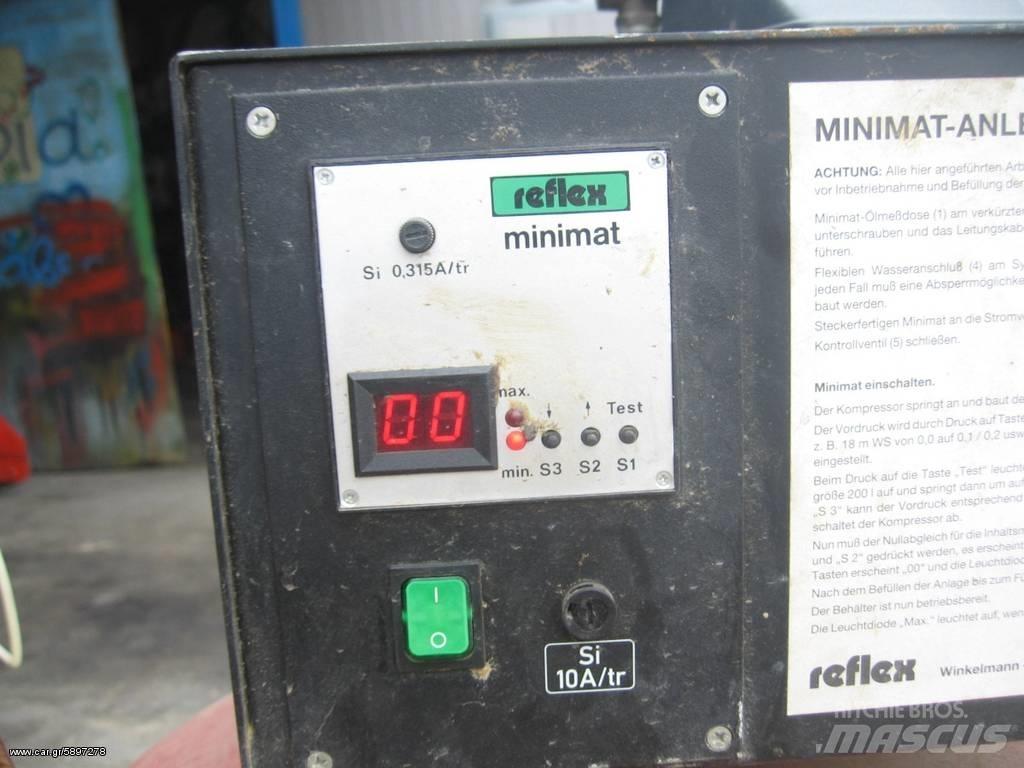 reflex
minimat
Si 0,315A/tr
00
max.
Test
min. S3 S2 S1
I
O
Si
10A/tr
MINIMAT-ANLE
ACHTUNG: Alle hier angeführten Arb
vor Inbetriebnahme und Befüllung der
Minimat-Ölmeßdose (1) am verkürzten
unterschrauben und das Leitungskabe
führen.
Flexiblen Wasseranschluß (4) am Sy
jeden Fall muß eine Absperrmöglichke
baut werden.
Steckerfertigen Minimat an die Stromve
Kontrollventil (5) schließen.
Minimat einschalten.
Der Kompressor springt an und baut de
Der Vordruck wird durch Druck auf Taste
z. B. 18 m WS von 0,0 auf 0,1 / 0,2 usw
eingestellt.
Beim Druck auf die Taste „Test" leuchte
größe 200 l auf und springt dann um auf
„S 3" kann der Vordruck entsprechend
schaltet der Kompressor ab.
Nun muß der Nullabgleich für die Inhaltsm
und „S 2" gedrückt werden, es erscheint
Tasten erscheint „00" und die Leuchtdiode
Nach dem Befüllen der Anlage bis zum Fü
Der Behälter ist nun betriebsbereit.
Die Leuchtdiode „Max." leuchtet auf, wen
reflex Winkelmann
RITCHIE BROS.
MASCUS
www.car.gr/5897278